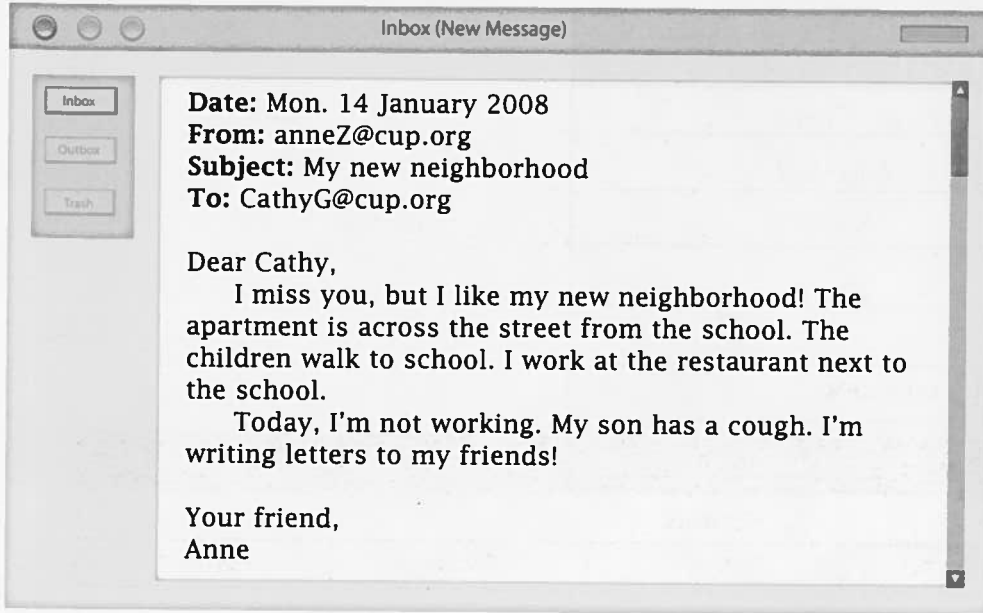 Inbox (New Message)
Inbox
Outbox
Trash
Date: Mon. 14 January 2008
From: anneZ@cup.org
Subject: My new neighborhood
To: CathyG@cup.org
Dear Cathy,
I miss you, but I like my new neighborhood! The
apartment is across the street from the school. The
children walk to school. I work at the restaurant next to
the school.
Today, I'm not working. My son has a cough. I'm
writing letters to my friends!
Your friend,
Anne